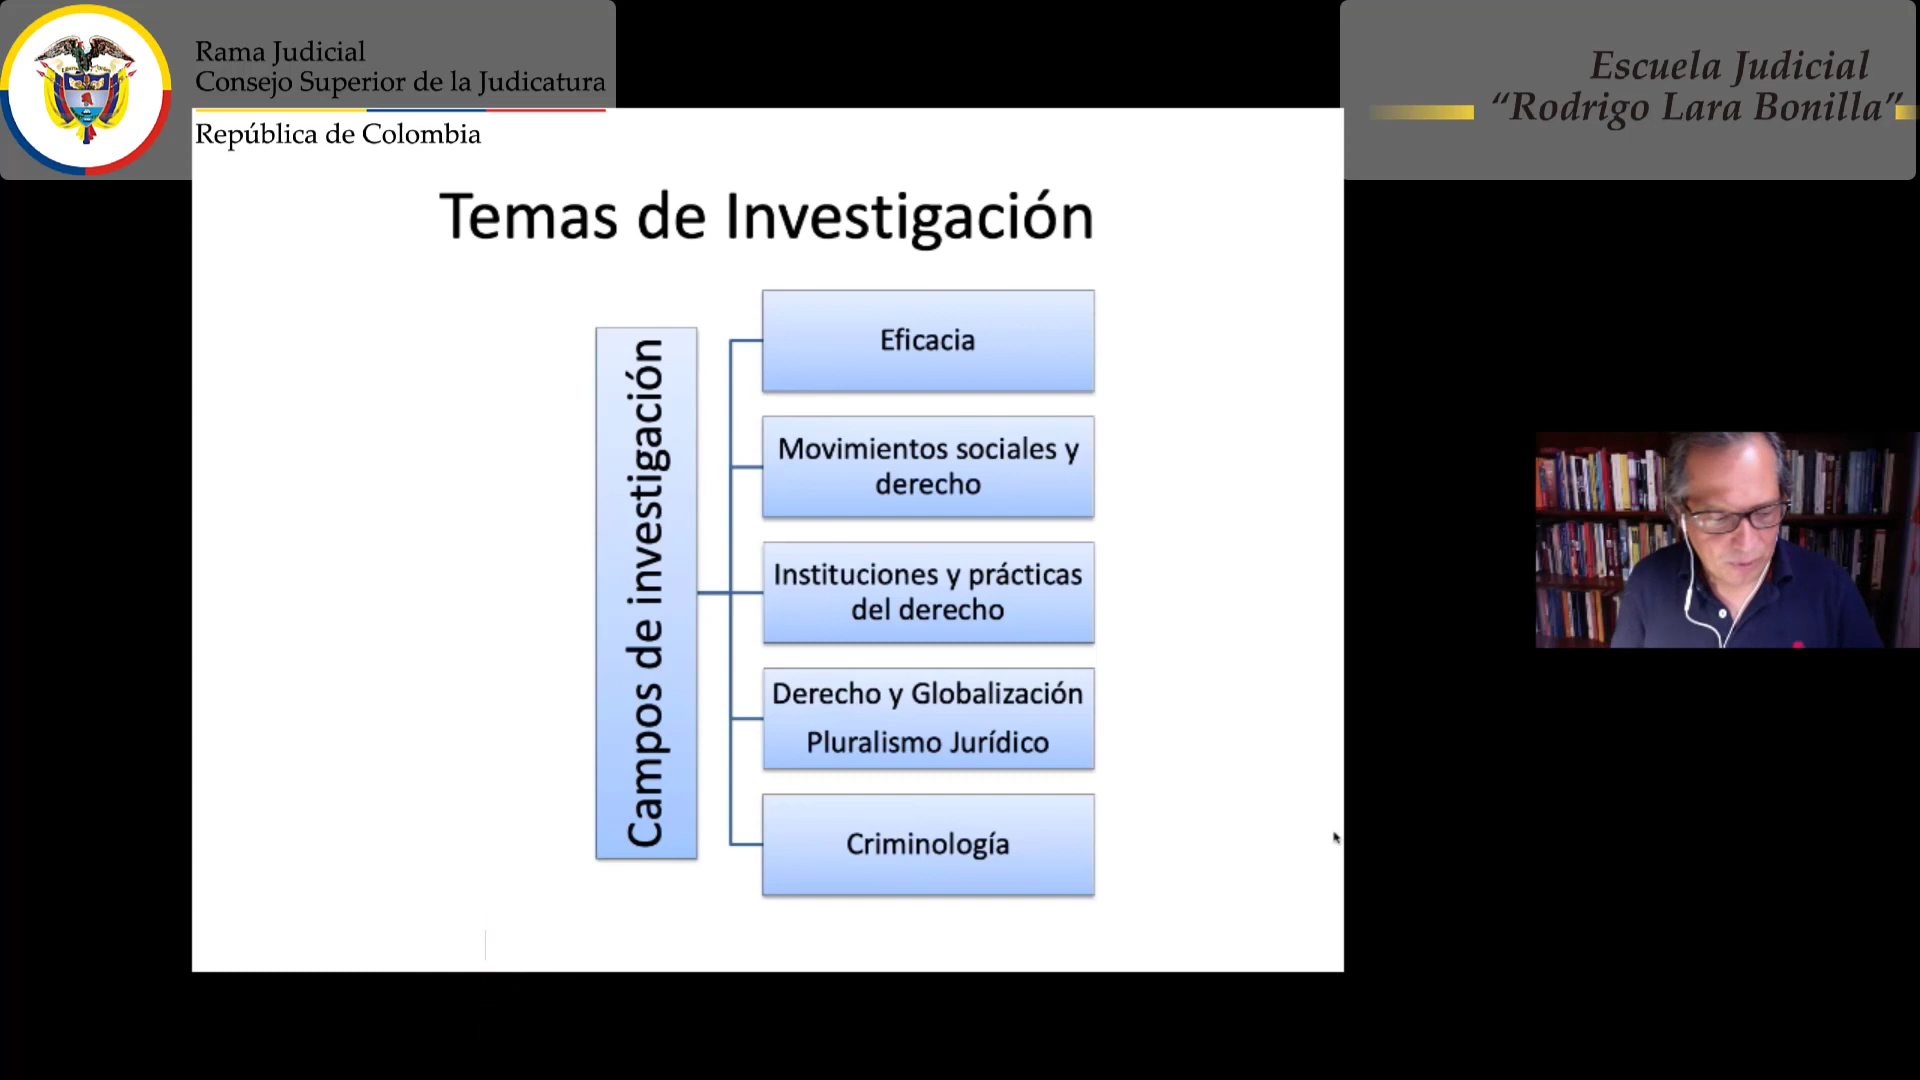 Rama Judicial
Consejo Superior de la Judicatura
República de Colombia
Escuela Judicial
“Rodrigo Lara Bonilla”
Temas de Investigación
Campos de investigación
Eficacia
Movimientos sociales y
derecho
Instituciones y prácticas
del derecho
Derecho y Globalización
Pluralismo Jurídico
Criminología